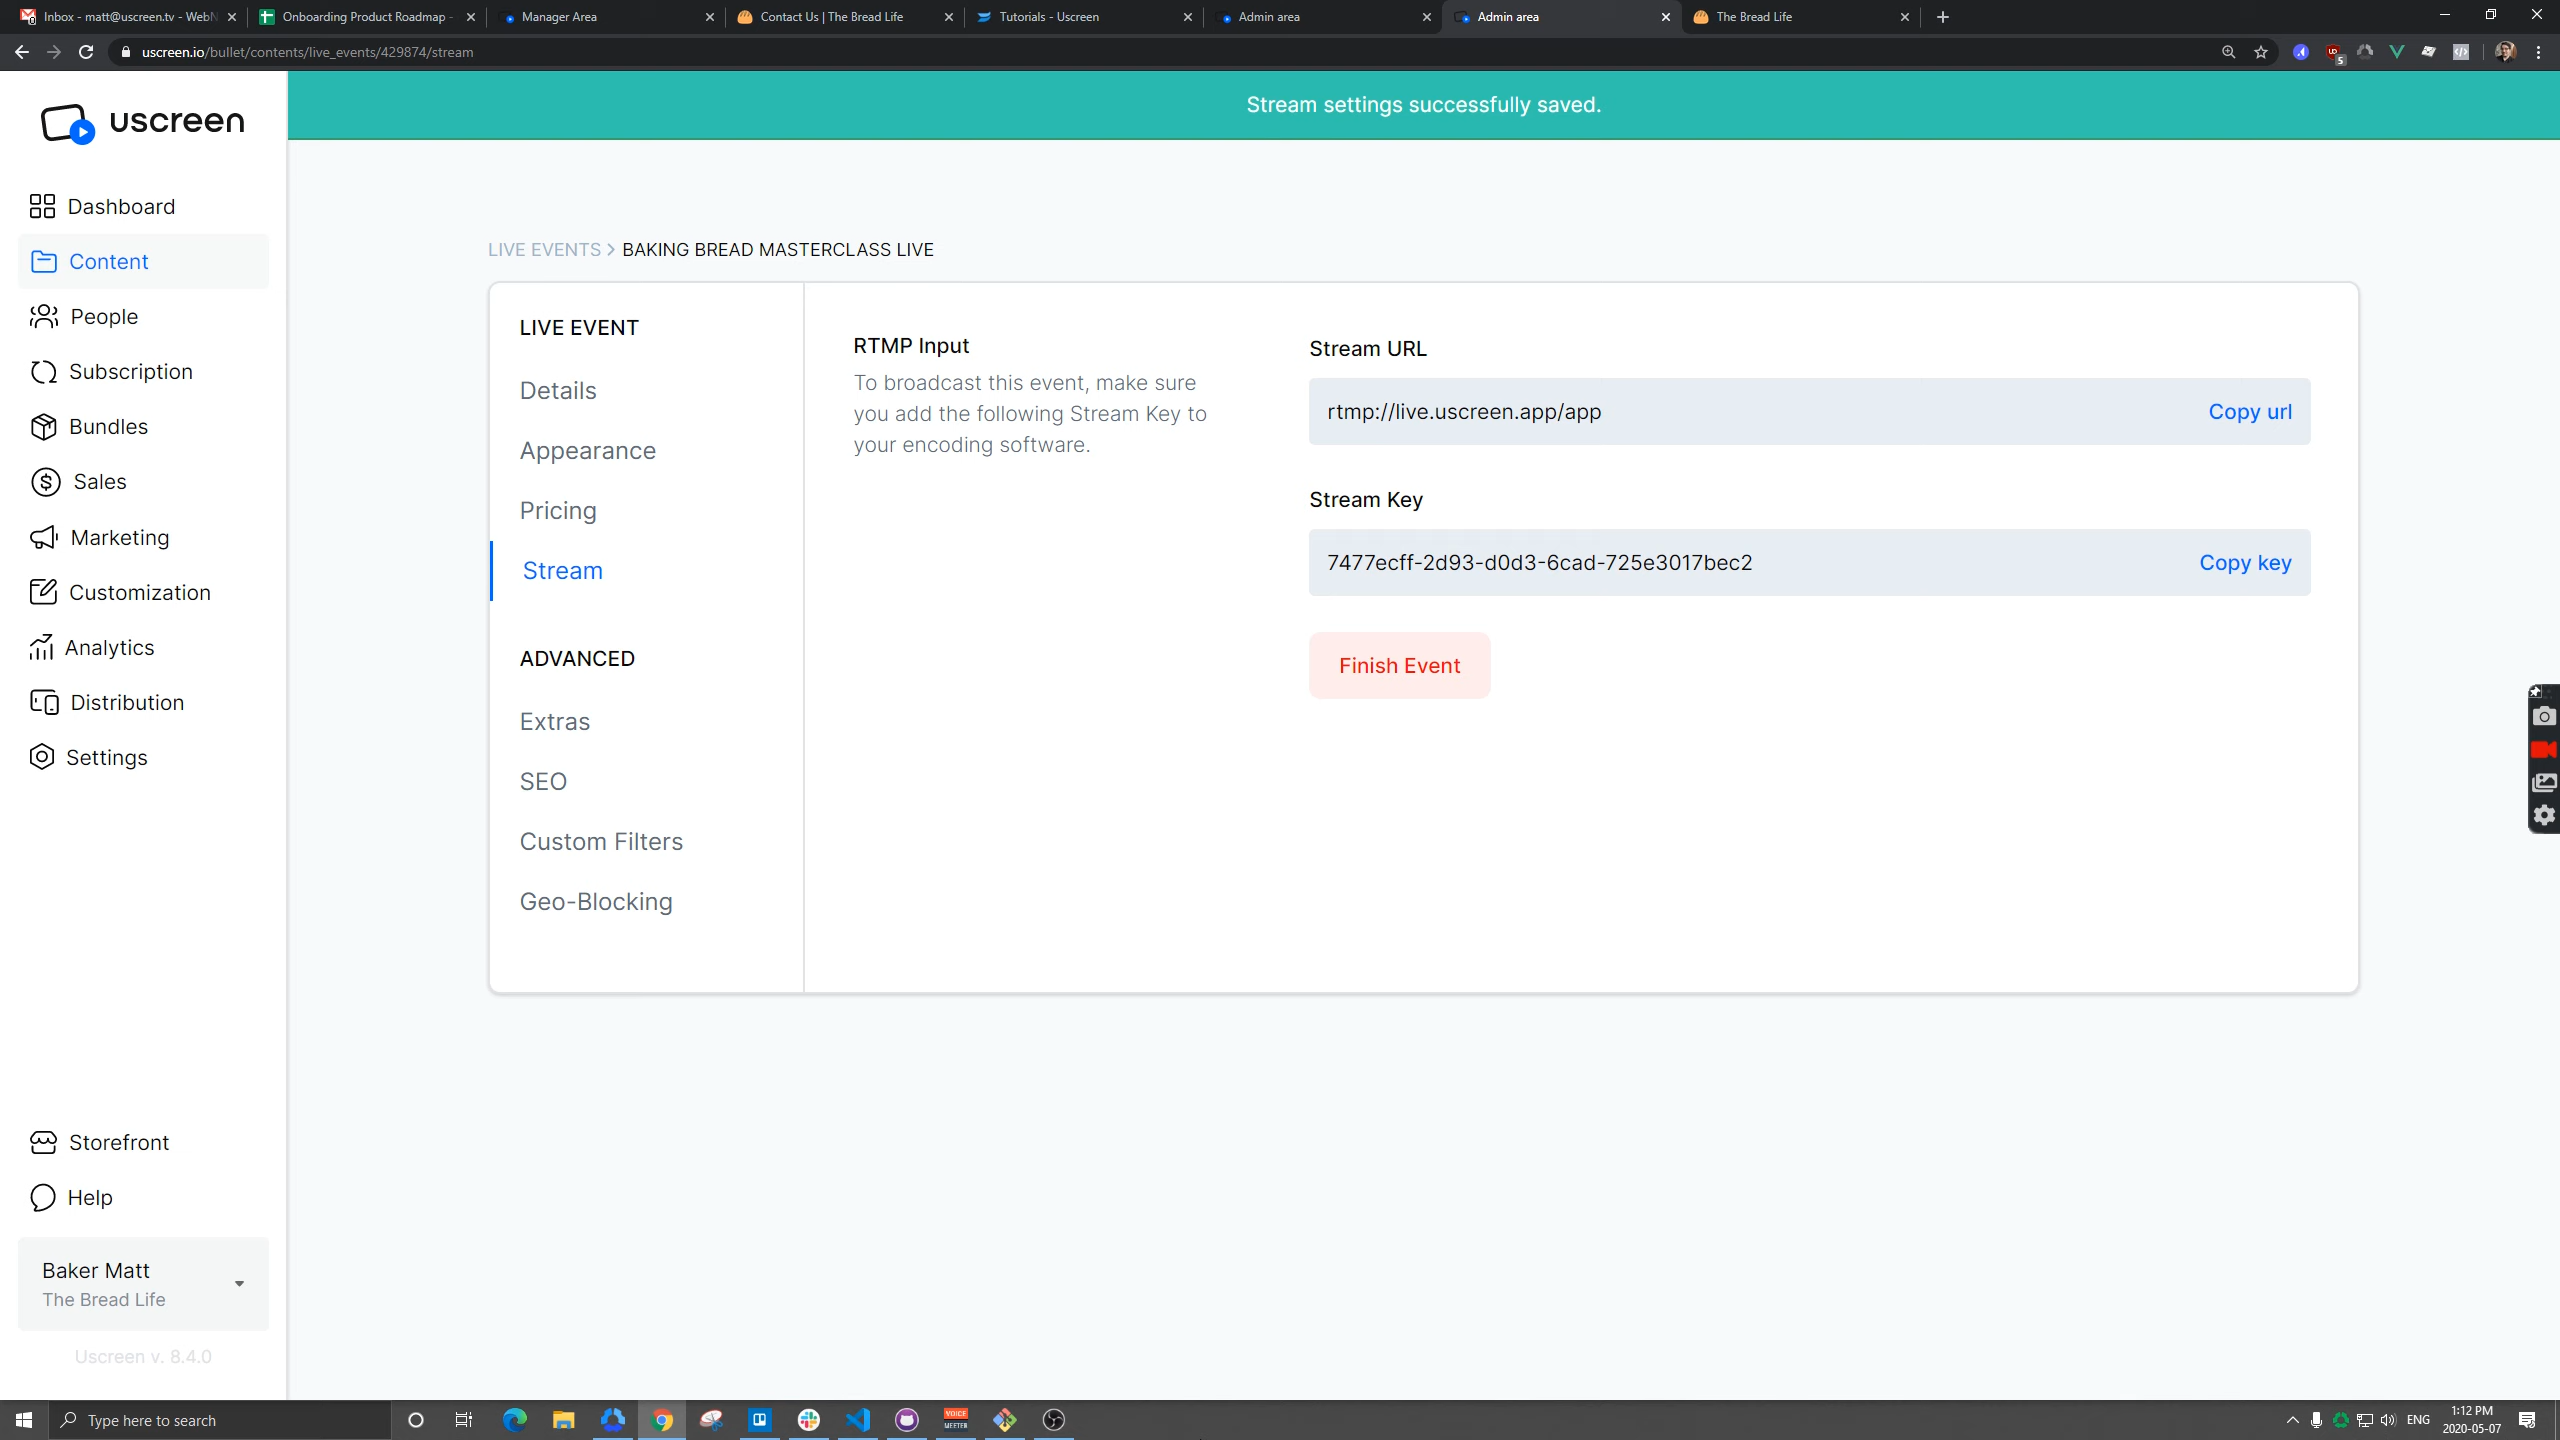 Inbox - matt@uscreen.tv - WebN
Onboarding Product Roadmap -
Manager Area
Contact Us | The Bread Life
Tutorials - Uscreen
Admin area
Admin area
The Bread Life
uscreen.io/bullet/contents/live_events/429874/stream
5
uscreen
Stream settings successfully saved.
Dashboard
Content
People
Subscription
Bundles
Sales
Marketing
Customization
Analytics
Distribution
Settings
LIVE EVENTS > BAKING BREAD MASTERCLASS LIVE
LIVE EVENT
Details
Appearance
Pricing
Stream
ADVANCED
Extras
SEO
Custom Filters
Geo-Blocking
RTMP Input
To broadcast this event, make sure
you add the following Stream Key to
your encoding software.
Stream URL
rtmp://live.uscreen.app/app
Copy url
Stream Key
7477ecff-2d93-d0d3-6cad-725e3017bec2
Copy key
Finish Event
Storefront
Help
Baker Matt
The Bread Life
Uscreen v. 8.4.0
Type here to search
VOICE
MEETER
ENG
1:12 PM
2020-05-07